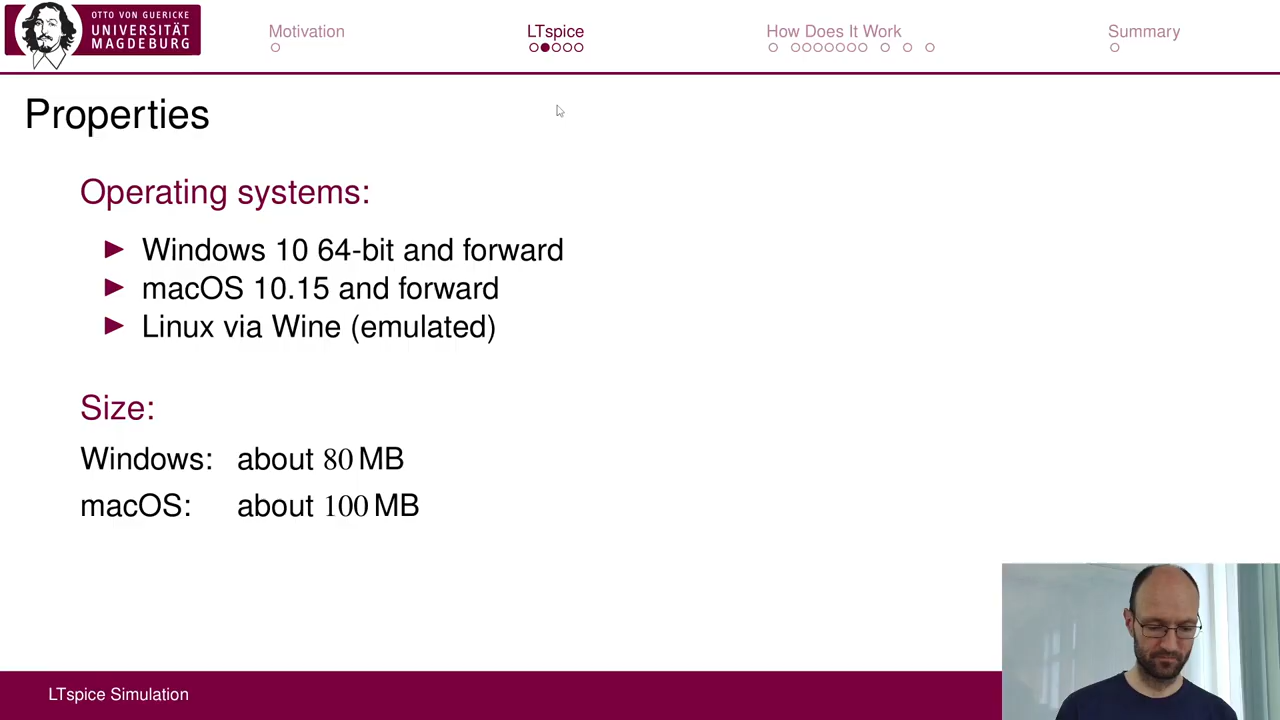 OTTO VON GUERICKE
UNIVERSITÄT
MAGDEBURG
Motivation
LTspice
How Does It Work
Summary
Properties
Operating systems:
Windows 10 64-bit and forward
macOS 10.15 and forward
Linux via Wine (emulated)
Size:
Windows: about 80 MB
macOS: about 100 MB
LTspice Simulation